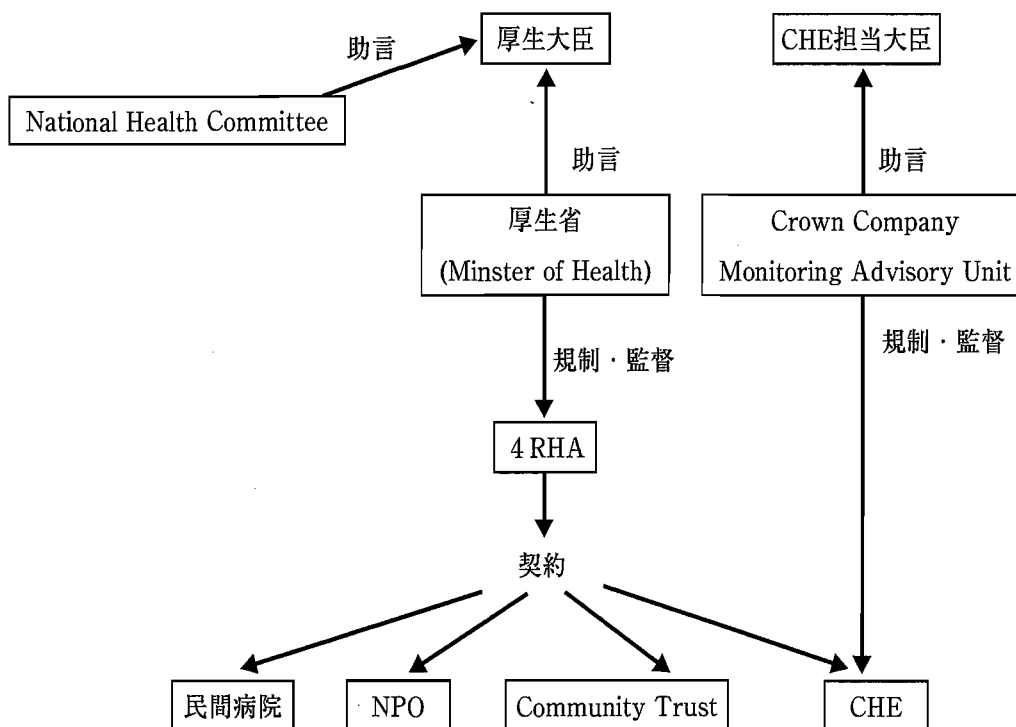 厚生大臣
CHE担当大臣
助言
National Health Committee
助言
助言
厚生省
(Minster of Health)
Crown Company
Monitoring Advisory Unit
規制・監督
規制・監督
4 RHA
契約
民間病院
NPO
Community Trust
CHE